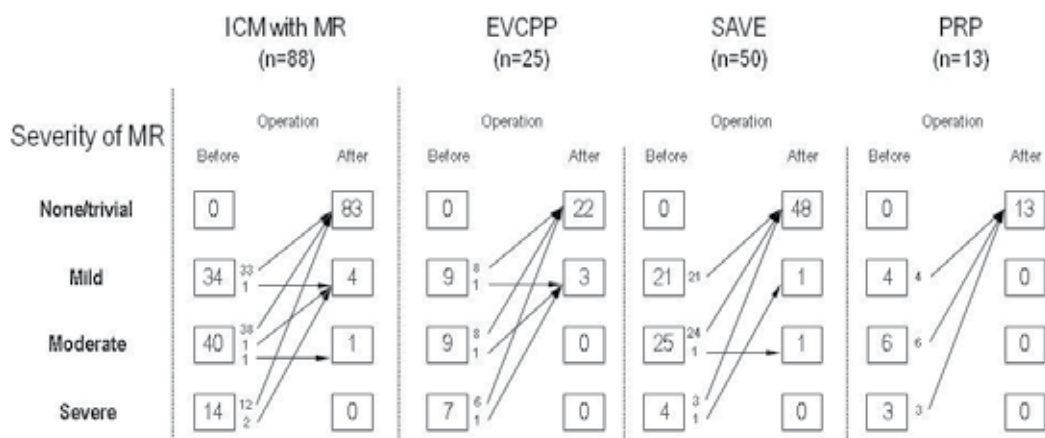 ICM with MR EVCPP SAVE PRP
(n=88) (n=25) (n=50) (n=13)
Severity of MR Operation Operation Operation Operation
Before After Before After Before After Before After
None/trivial 0 83 0 22 0 48 0 13
33 8
Mild 34 4 9 3 21 21 1 4 4 0
1 1
38 8 24
Moderate 40 1 1 9 0 25 1 6 6 0
1 1 1
12 6 3
Severe 14 0 7 0 4 0 3 3 0
2 1 1